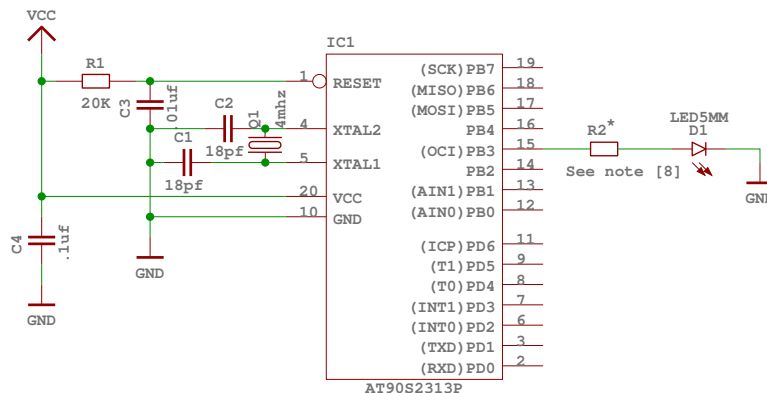 VCC
IC1
R1
20K
C3
.01uf
C2
18pf
C1
18pf
Q1
4mhz
C4
.1uf
GND
GND
1
4
5
20
10
RESET
XTAL2
XTAL1
VCC
GND
(SCK)PB7 19
(MISO)PB6 18
(MOSI)PB5 17
PB4 16
(OCI)PB3 15
PB2 14
(AIN1)PB1 13
(AIN0)PB0 12
(ICP)PD6 11
(T1)PD5 9
(T0)PD4 8
(INT1)PD3 7
(INT0)PD2 6
(TXD)PD1 3
(RXD)PD0 2
AT90S2313P
R2*
See note [8]
LED5MM
D1
GND